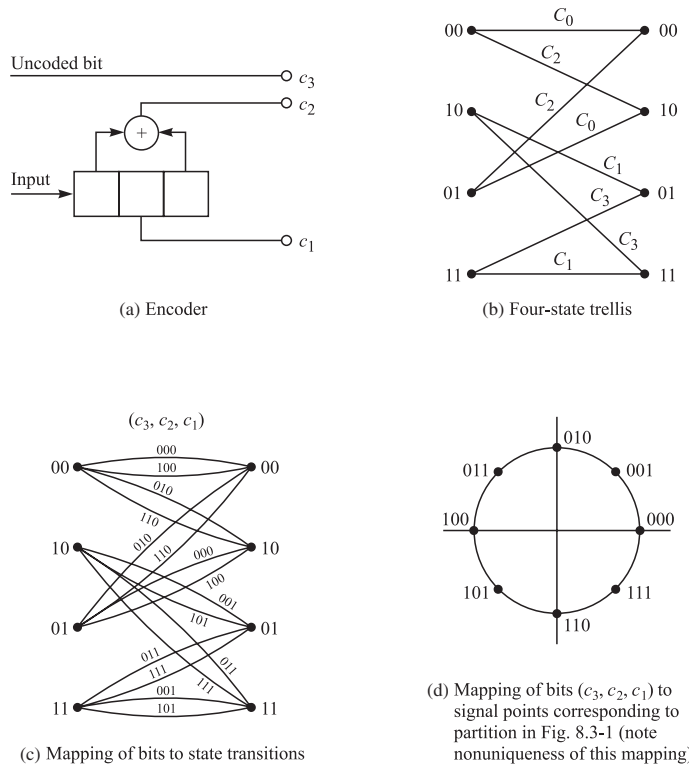 Uncoded bit
c3
c2
+
Input
c1
(a) Encoder
00 C0 00
C2
10 C2 10
C0
C1
01 01
C3
C3
11 C1 11
(b) Four-state trellis
(c3, c2, c1)
000
00 100 00
010
110
10 010 000 10
110 100
001
01 101 01
011 011
111 111
11 001 11
101
(c) Mapping of bits to state transitions
010
011 001
100 000
101 111
110
(d) Mapping of bits (c3, c2, c1) to
signal points corresponding to
partition in Fig. 8.3-1 (note
nonuniqueness of this mapping)